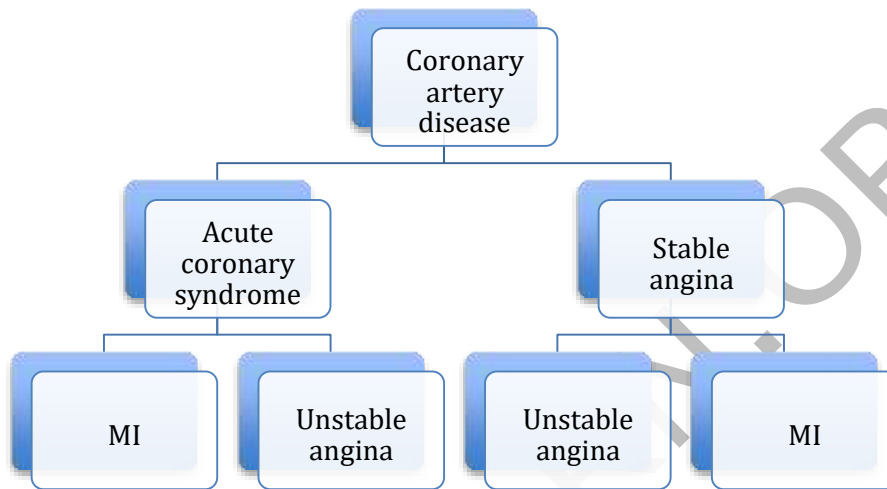 Coronary
artery
disease
Acute
coronary
syndrome
Stable
angina
MI
Unstable
angina
Unstable
angina
MI